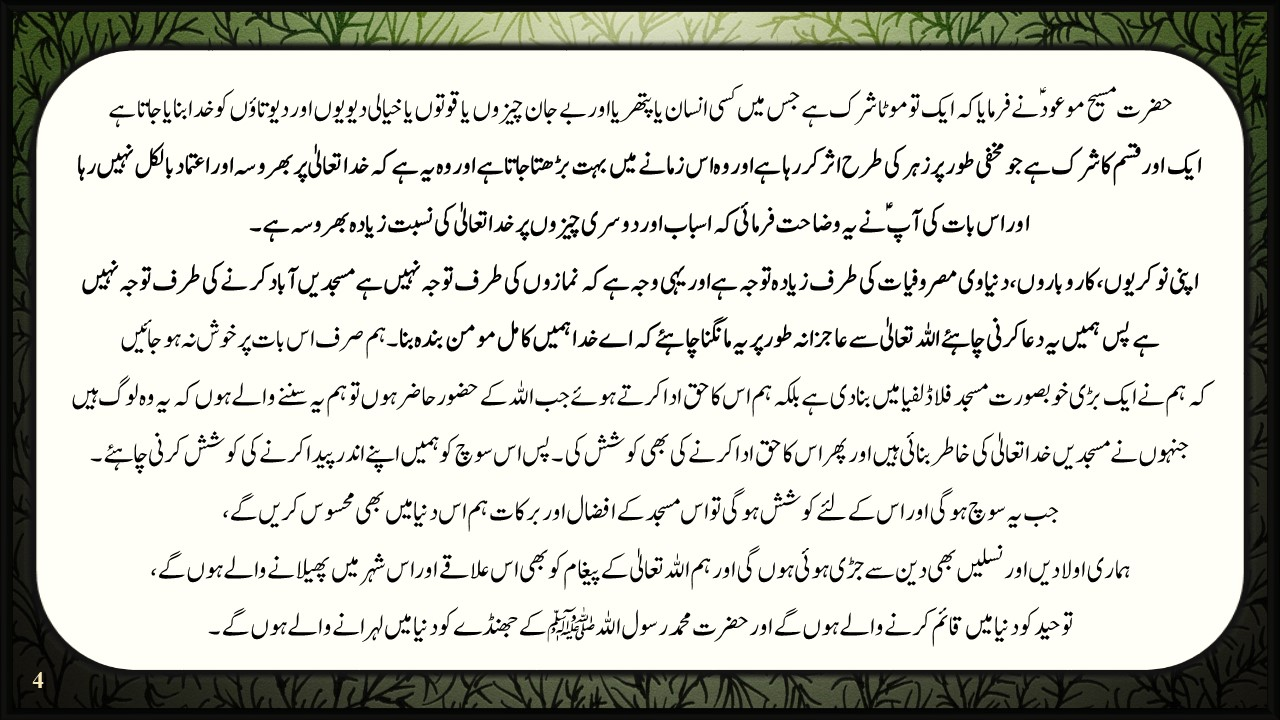 حضرت مسیح موعودؑ نے فرمایا کہ ایک تو موٹا شرک ہے جس میں کسی انسان یا پتھر یا اور بے جان چیزوں یا قوتوں یا خیالی دیویوں اور دیوتاؤں کو خدا بنایا جاتا ہے
ایک اور قسم کا شرک ہے جو مخفی طور پر زہر کی طرح اثر کر رہا ہے اور وہ اس زمانے میں بہت بڑھتا جاتا ہے اور وہ یہ ہے کہ خدا تعالیٰ پر بھروسہ اور اعتماد بالکل نہیں رہا
اور اس بات کی آپؑ نے یہ وضاحت فرمائی کہ اسباب اور دوسری چیزوں پر خدا تعالیٰ کی نسبت زیادہ بھروسہ ہے۔
اپنی نوکریوں، کاروباروں، دنیاوی مصروفیات کی طرف زیادہ توجہ ہے اور یہی وجہ ہے کہ نمازوں کی طرف توجہ نہیں ہے مسجدیں آباد کرنے کی طرف توجہ نہیں
ہے پس ہمیں یہ دعا کرنی چاہئے اللہ تعالیٰ سے عاجزانہ طور پر یہ مانگنا چاہئے کہ اے خدا ہمیں کامل مومن بندہ بنا۔ ہم صرف اس بات پر خوش نہ ہو جائیں
کہ ہم نے ایک بڑی خوبصورت مسجد فلاڈلفیا میں بنادی ہے بلکہ ہم اس کا حق ادا کرتے ہوئے جب اللہ کے حضور حاضر ہوں تو ہم یہ سننے والے ہوں کہ یہ وہ لوگ ہیں
جنہوں نے مسجدیں خدا تعالیٰ کی خاطر بنائی ہیں اور پھر اس کا حق ادا کرنے کی بھی کوشش کی۔ پس اس سوچ کو ہمیں اپنے اندر پیدا کرنے کی کوشش کرنی چاہئے۔
جب یہ سوچ ہو گی اور اس کے لئے کوشش ہو گی تو اس مسجد کے افضال اور برکات ہم اس دنیا میں بھی محسوس کریں گے،
ہماری اولادیں اور نسلیں بھی دین سے جڑی ہوئی ہوں گی اور ہم اللہ تعالیٰ کے پیغام کو بھی اس علاقے اور اس شہر میں پھیلانے والے ہوں گے،
توحید کو دنیا میں قائم کرنے والے ہوں گے اور حضرت محمد رسول اللہ ﷺ کے جھنڈے کو دنیا میں لہرانے والے ہوں گے۔
4